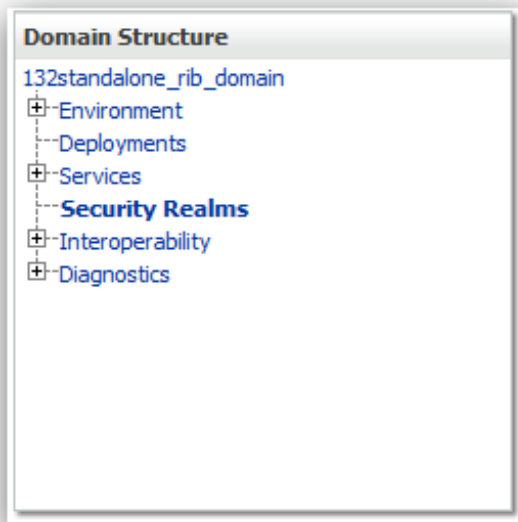 Domain Structure
132standalone_rib_domain
Environment
Deployments
Services
Security Realms
Interoperability
Diagnostics